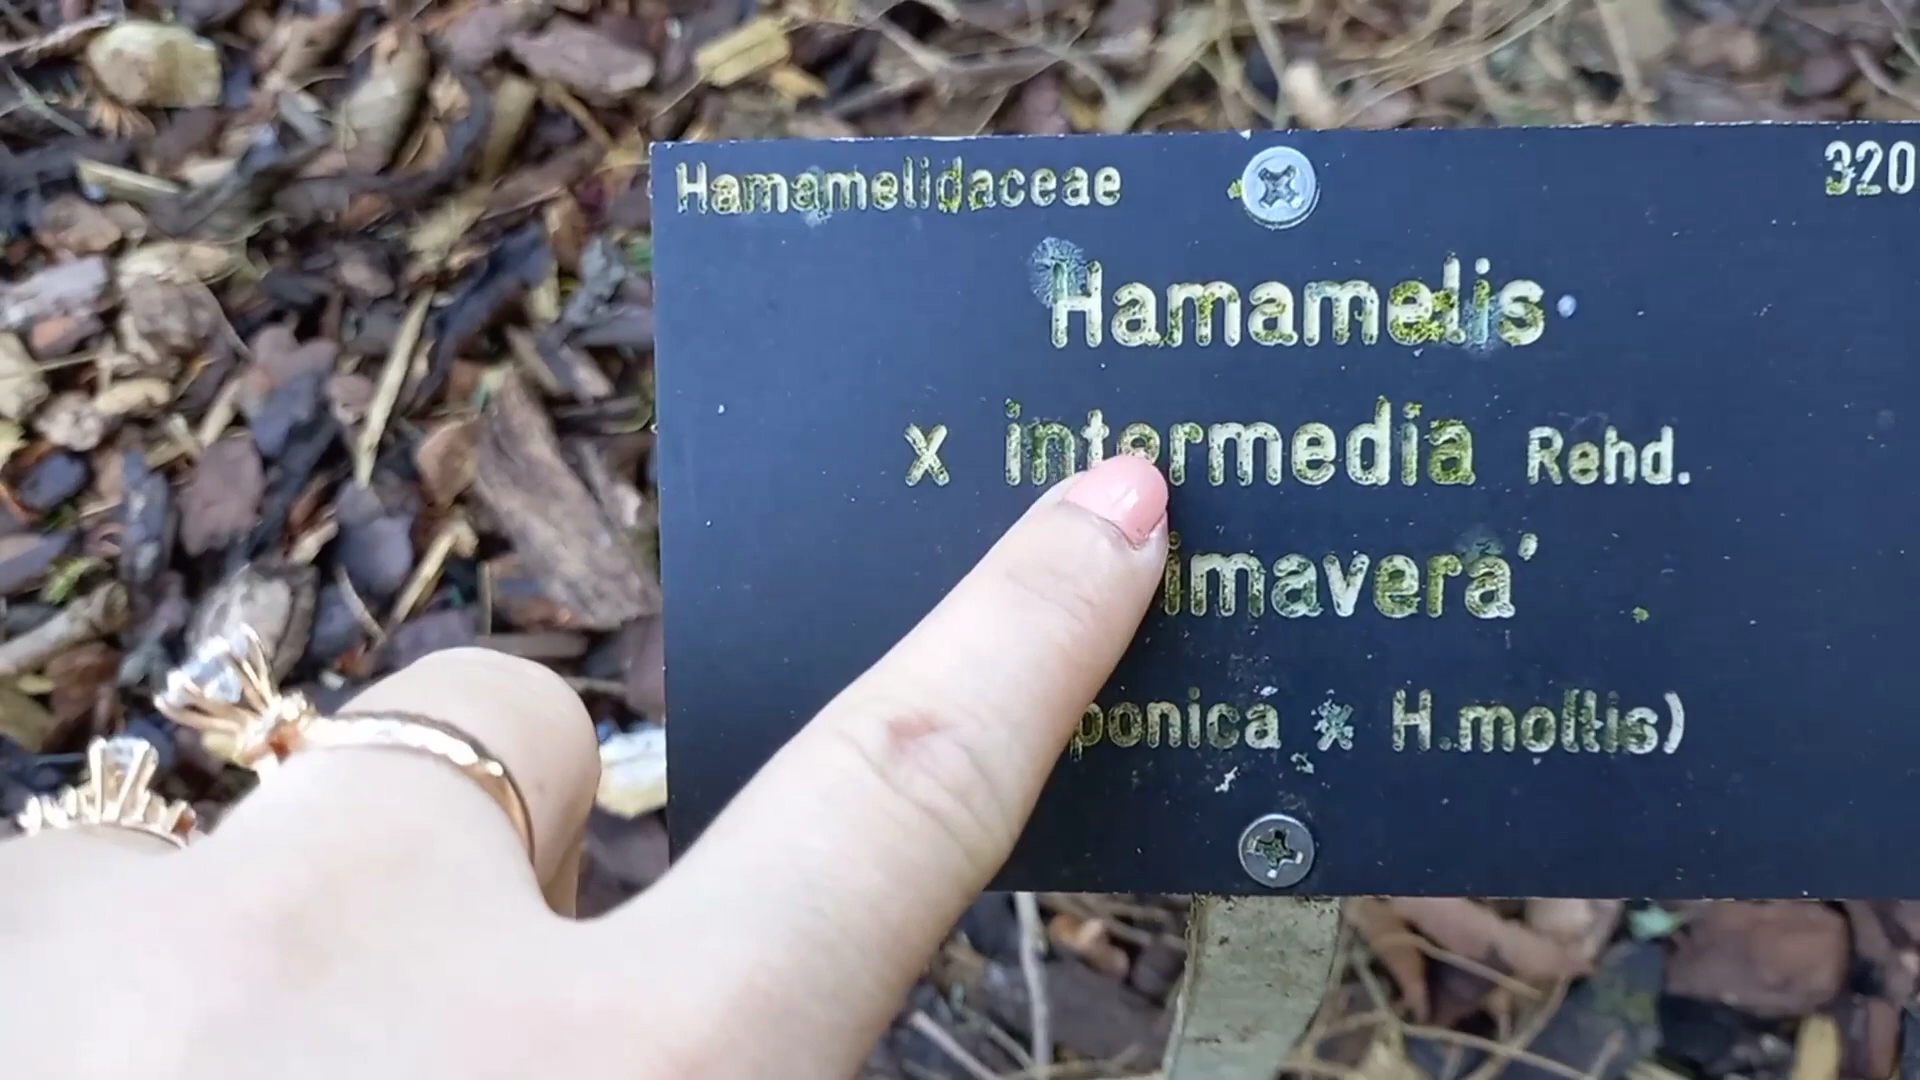 Hamamelidaceae 320
Hamamelis
x intermedia Rehd.
imavera'
ponica x H.mollis)